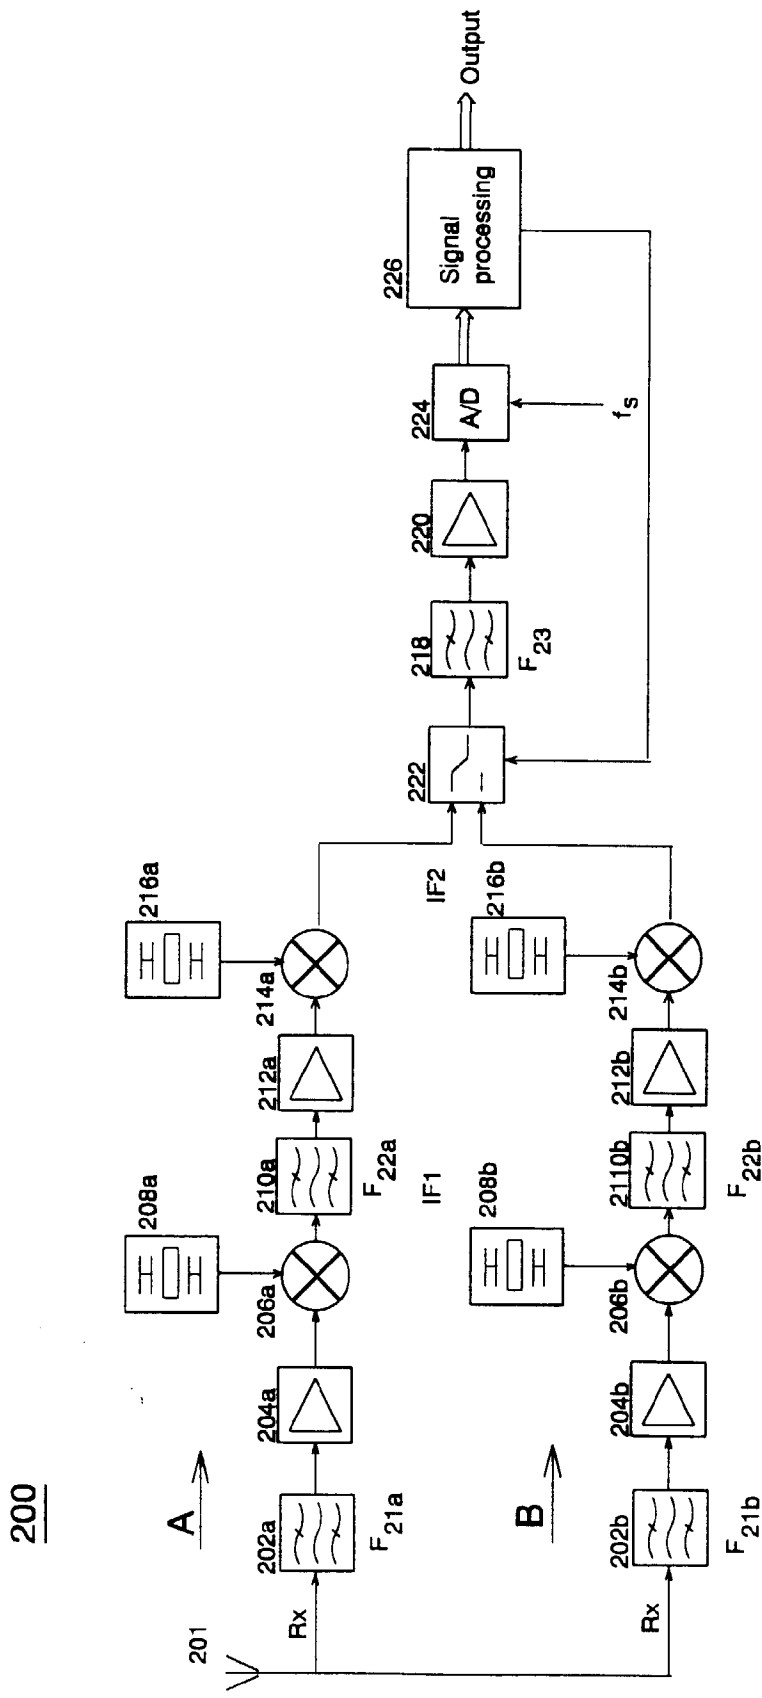 200
A
B
201
Rx
202a
F21a
204a
206a
208a
210a
F22a
212a
214a
216a
IF1
IF2
Rx
202b
F21b
204b
206b
208b
2110b
F22b
212b
214b
216b
222
218
F23
220
224
A/D
fs
226
Signal
processing
Output